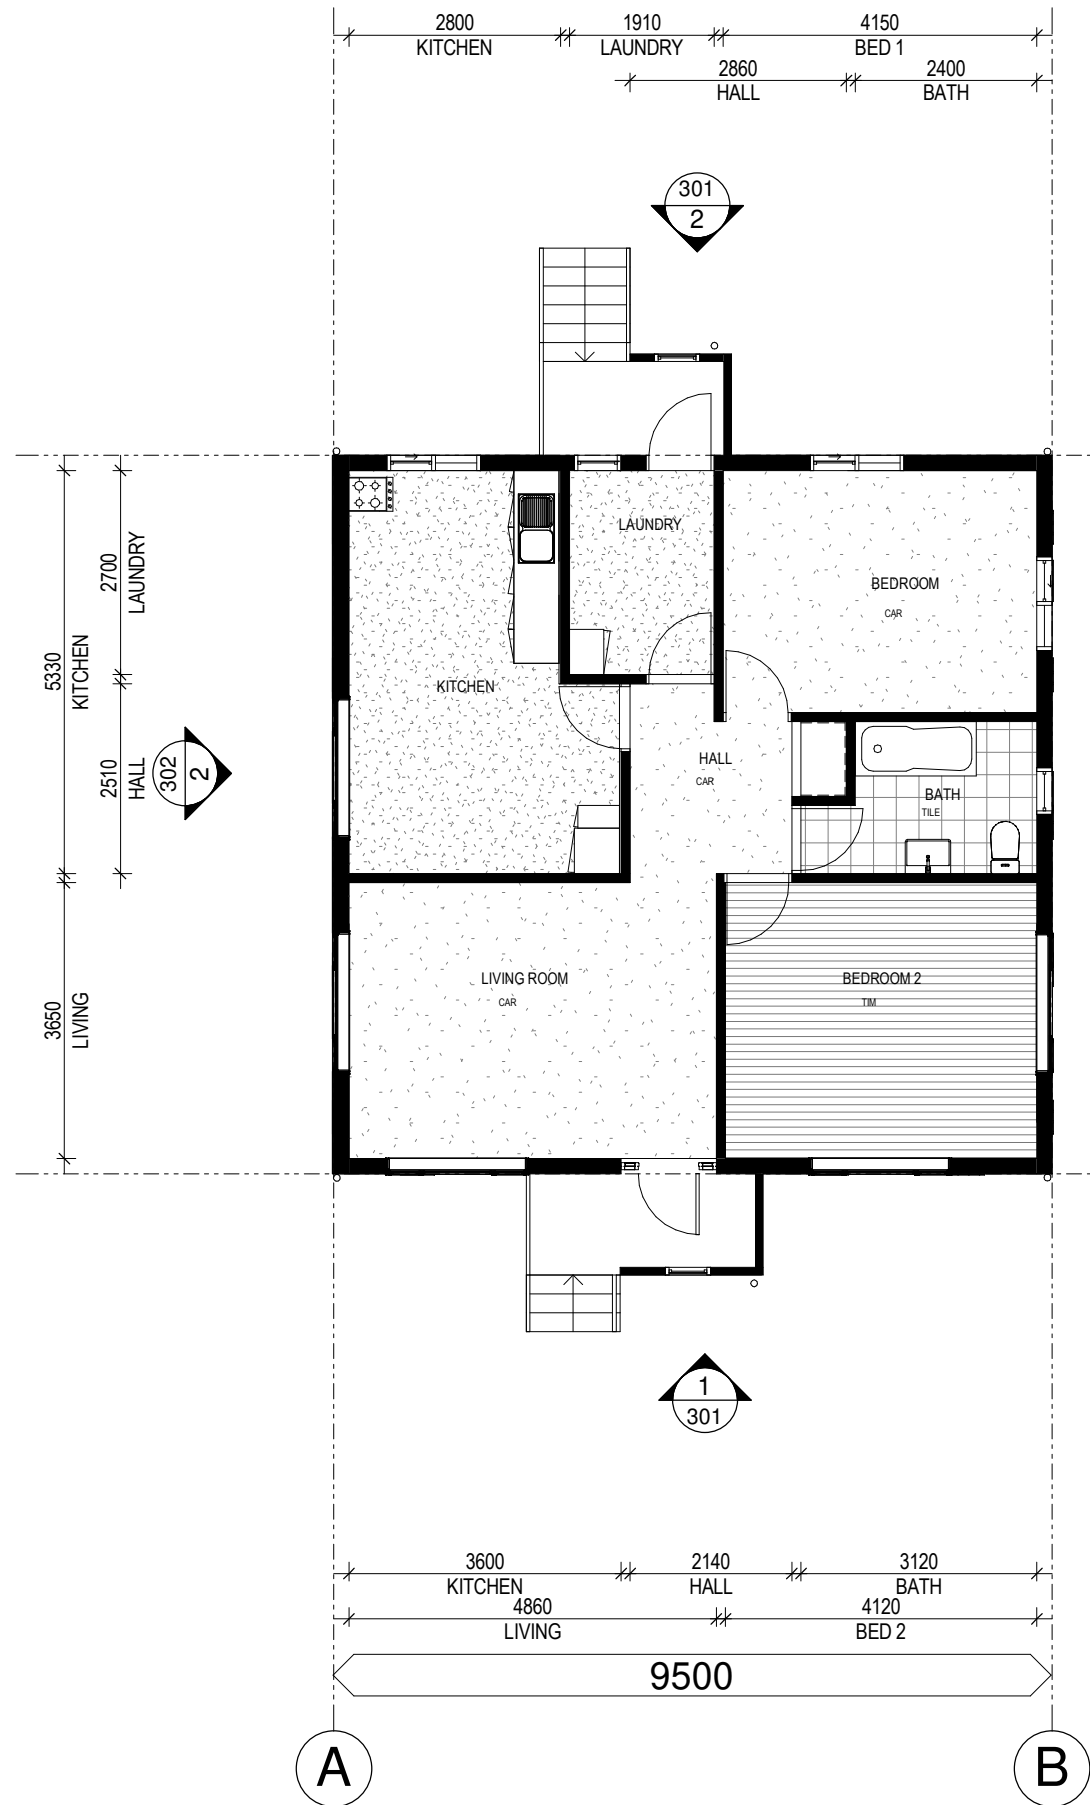 2800 1910 4150
KITCHEN LAUNDRY BED 1
2860 2400
HALL BATH
301
2
LAUNDRY
BEDROOM
CAR
2700
LAUNDRY
5330
KITCHEN
KITCHEN
2510
HALL
302
2
HALL
CAR
BATH
TILE
3650
LIVING
LIVING ROOM
CAR
BEDROOM 2
TIM
1
301
3600 2140 3120
KITCHEN HALL BATH
4860 4120
LIVING BED 2
9500
A B